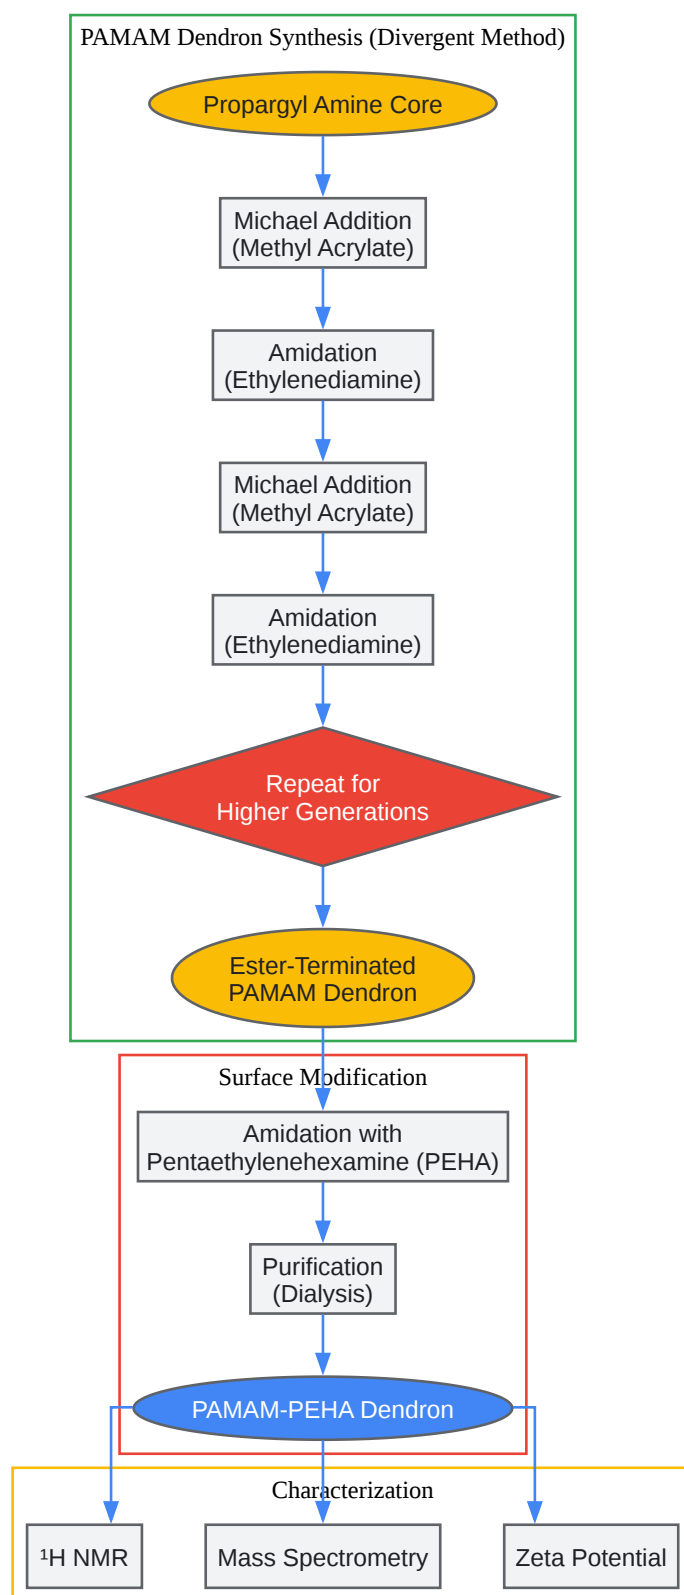 PAMAM Dendron Synthesis (Divergent Method)
Propargyl Amine Core
Michael Addition
(Methyl Acrylate)
Amidation
(Ethylenediamine)
Michael Addition
(Methyl Acrylate)
Amidation
(Ethylenediamine)
Repeat for
Higher Generations
Ester-Terminated
PAMAM Dendron
Surface Modification
Amidation with
Pentaethylenehexamine (PEHA)
Purification
(Dialysis)
PAMAM-PEHA Dendron
Characterization
¹H NMR
Mass Spectrometry
Zeta Potential